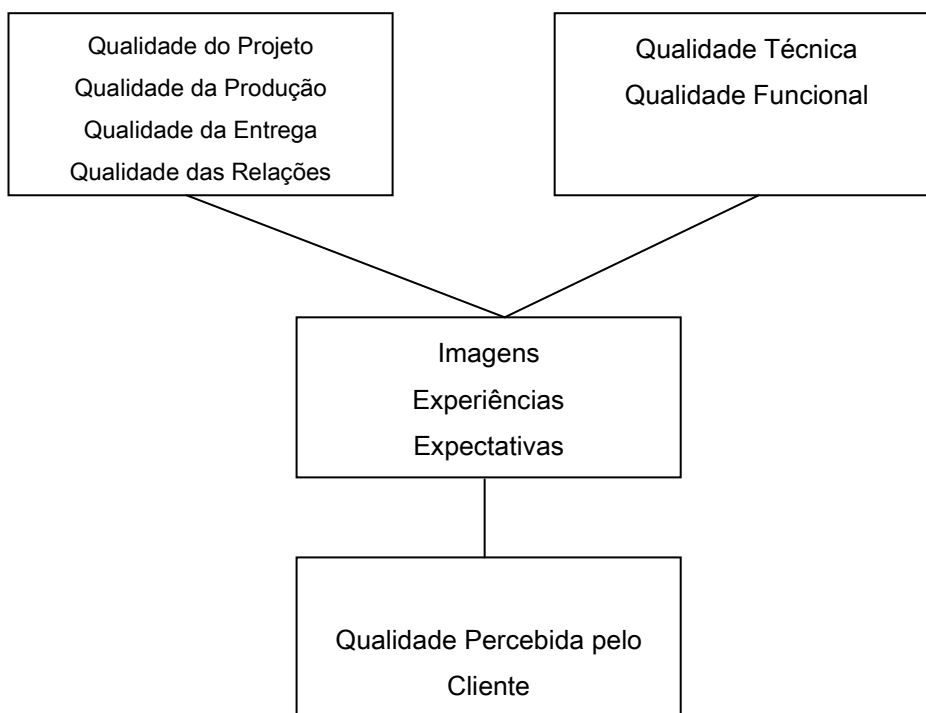 Qualidade do Projeto
Qualidade da Produção
Qualidade da Entrega
Qualidade das Relações
Qualidade Técnica
Qualidade Funcional
Imagens
Experiências
Expectativas
Qualidade Percebida pelo
Cliente